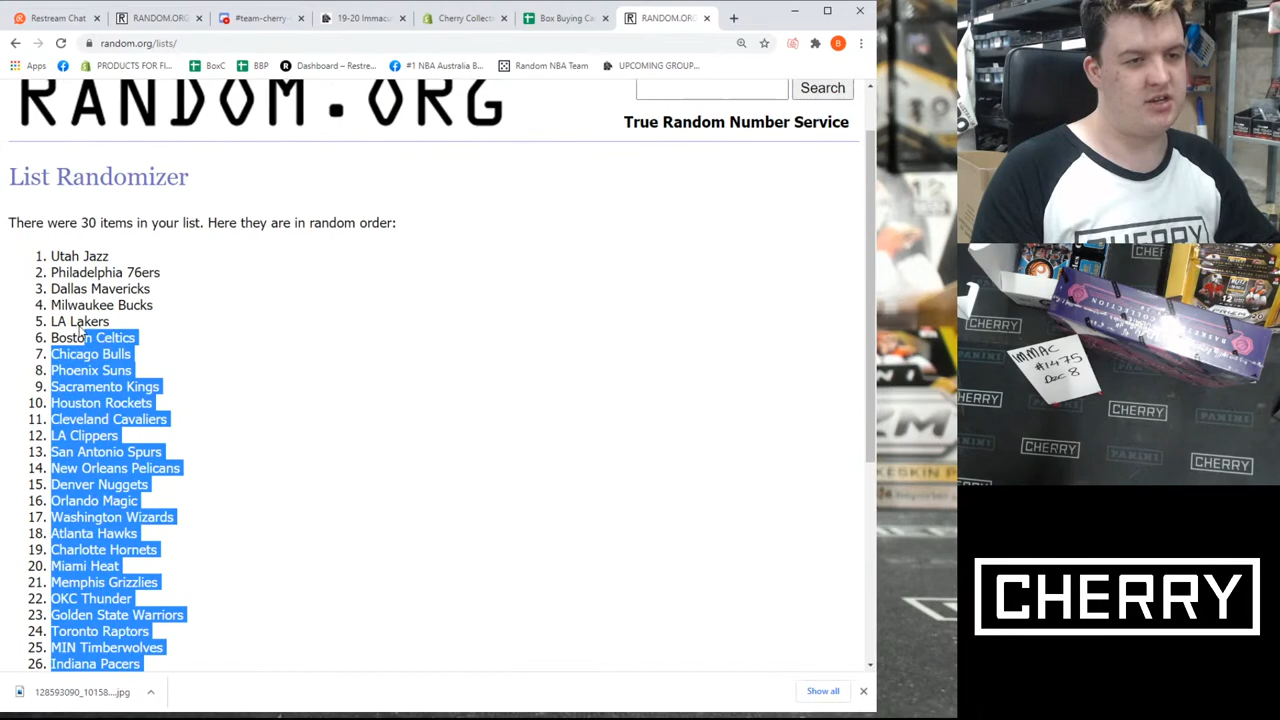 Restream Chat
RANDOM.ORG
#team-cherry-
19-20 Immacu
Cherry Collecti
Box Buying Ca
RANDOM.ORG
random.org/lists/
Apps
PRODUCTS FOR FI...
BoxC
BBP
Dashboard – Restre...
#1 NBA Australia B...
Random NBA Team
UPCOMING GROUP...
RANDOM.ORG
Search
True Random Number Service
List Randomizer
There were 30 items in your list. Here they are in random order:
1. Utah Jazz
2. Philadelphia 76ers
3. Dallas Mavericks
4. Milwaukee Bucks
5. LA Lakers
6. Boston Celtics
7. Chicago Bulls
8. Phoenix Suns
9. Sacramento Kings
10. Houston Rockets
11. Cleveland Cavaliers
12. LA Clippers
13. San Antonio Spurs
14. New Orleans Pelicans
15. Denver Nuggets
16. Orlando Magic
17. Washington Wizards
18. Atlanta Hawks
19. Charlotte Hornets
20. Miami Heat
21. Memphis Grizzlies
22. OKC Thunder
23. Golden State Warriors
24. Toronto Raptors
25. MIN Timberwolves
26. Indiana Pacers
128593090_10158....jpg
Show all
CHERRY
IMMAC
#1475
Dec 8
CHERRY
CHERRY
CHERRY
CHERRY
CHERRY
CHERRY
PANINI
PANINI
CHERRY